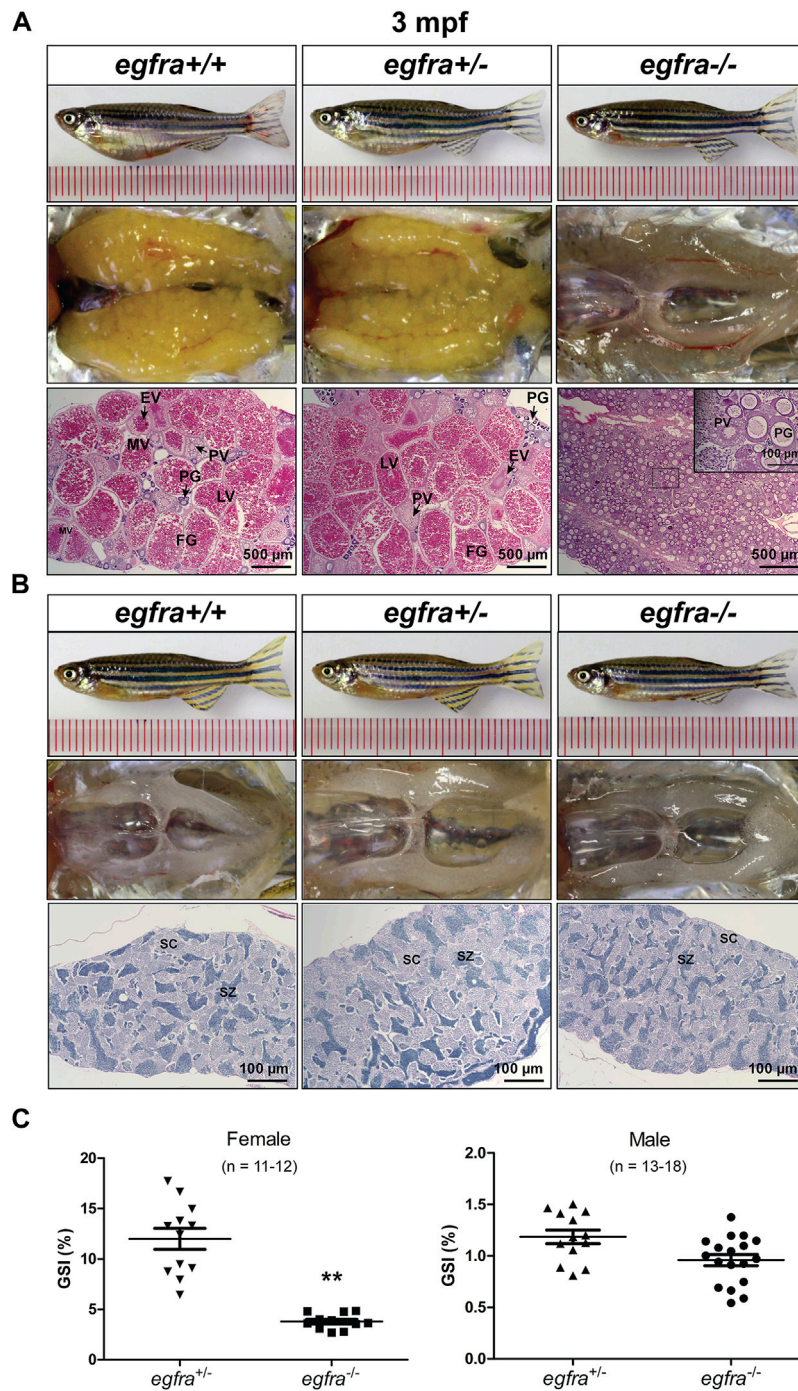 A
3 mpf
egfra+/+ egfra+/- egfra-/-
EV
MV
PV
PG
LV
MV
FG
500 µm
PG
LV
EV
PV
FG
500 µm
PV
PG
100 µm
500 µm
B
egfra+/+ egfra+/- egfra-/-
SC
SZ
100 µm
SC
SZ
100 µm
SC
SZ
100 µm
C
Female
(n = 11-12)
GSI (%)
20
15
10
5
0
**
egfra+/- egfra-/-
Male
(n = 13-18)
GSI (%)
2.0
1.5
1.0
0.5
0.0
egfra+/- egfra-/-